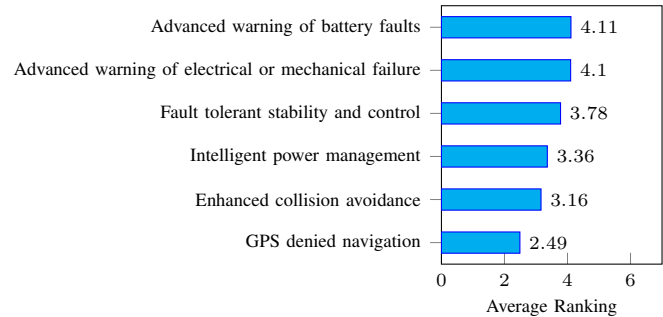 Advanced warning of battery faults 4.11
Advanced warning of electrical or mechanical failure 4.1
Fault tolerant stability and control 3.78
Intelligent power management 3.36
Enhanced collision avoidance 3.16
GPS denied navigation 2.49
0 2 4 6
Average Ranking